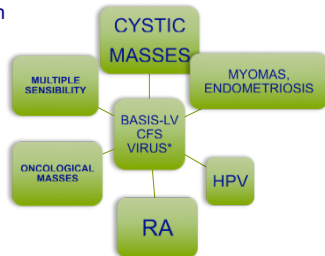 n
CYSTIC
MASSES
MULTIPLE
SENSIBILITY
MYOMAS,
ENDOMETRIOSIS
BASIS-LV
CFS
VIRUS*
ONCOLOGICAL
MASSES
HPV
RA